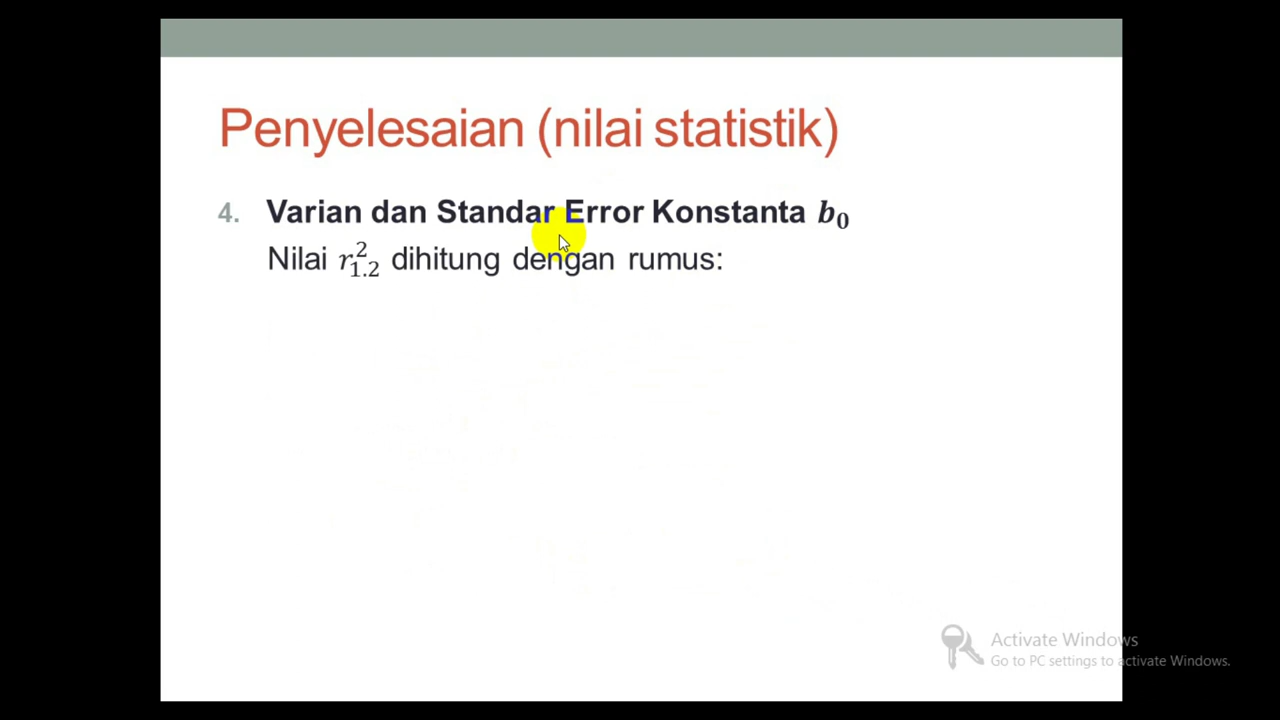 Penyelesaian (nilai statistik)
4. Varian dan Standar Error Konstanta b₀
Nilai r²₁.₂ dihitung dengan rumus:
Activate Windows
Go to PC settings to activate Windows.